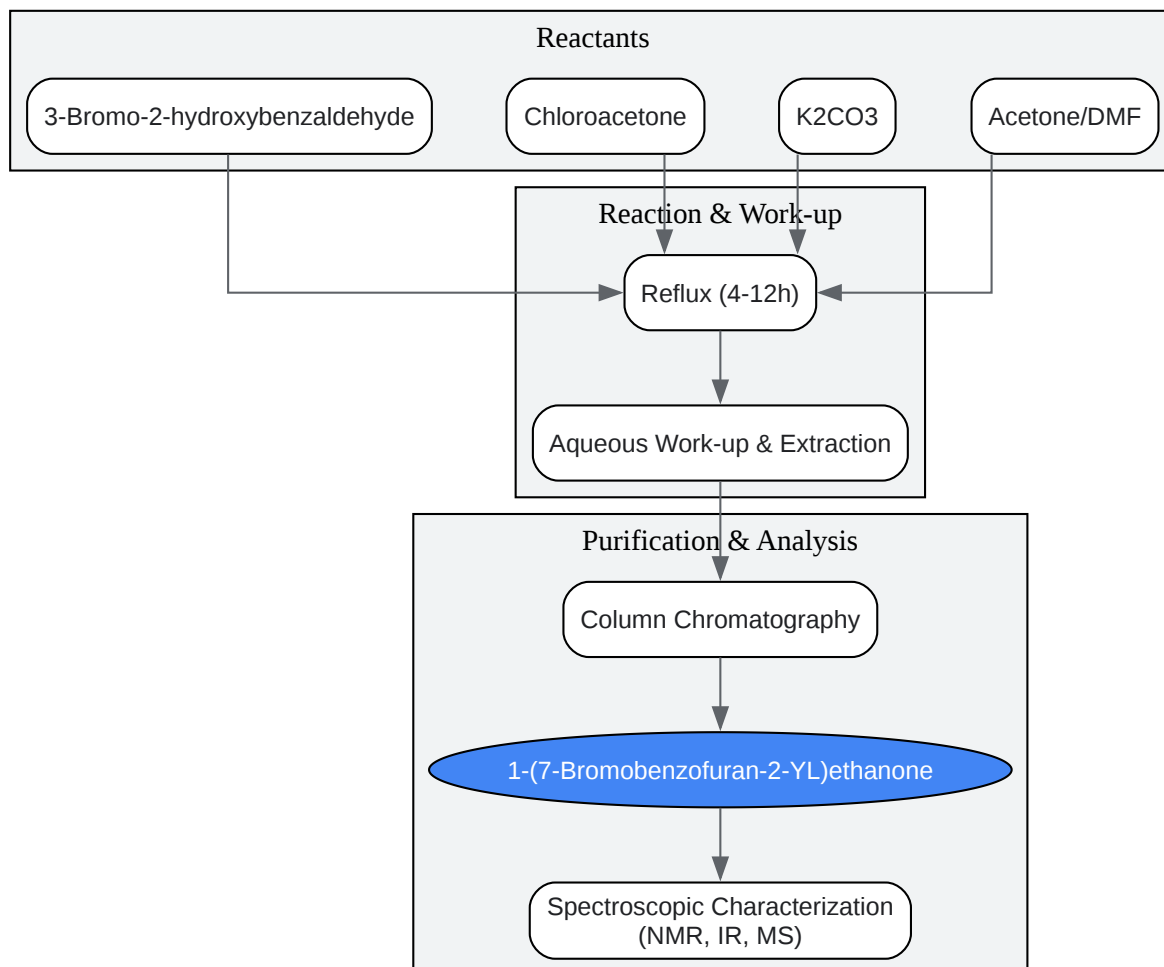 Reactants
3-Bromo-2-hydroxybenzaldehyde
Chloroacetone
K2CO3
Acetone/DMF
Reaction & Work-up
Reflux (4-12h)
Aqueous Work-up & Extraction
Purification & Analysis
Column Chromatography
1-(7-Bromobenzofuran-2-YL)ethanone
Spectroscopic Characterization
(NMR, IR, MS)